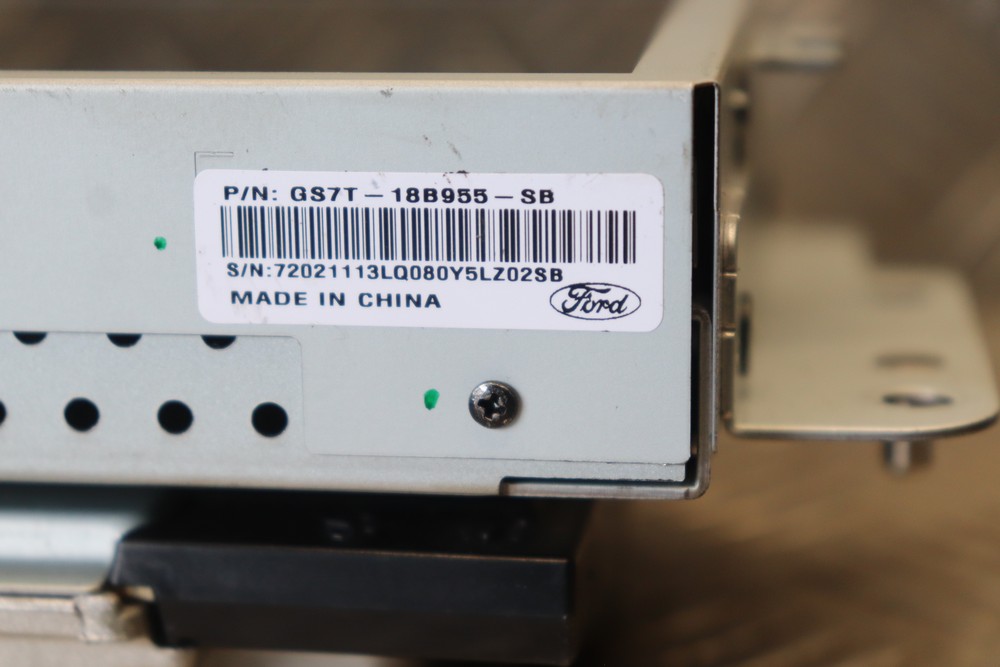 P/N: GS7T-18B955-SB
S/N:72021113LQ080Y5LZ02SB
MADE IN CHINA
Ford